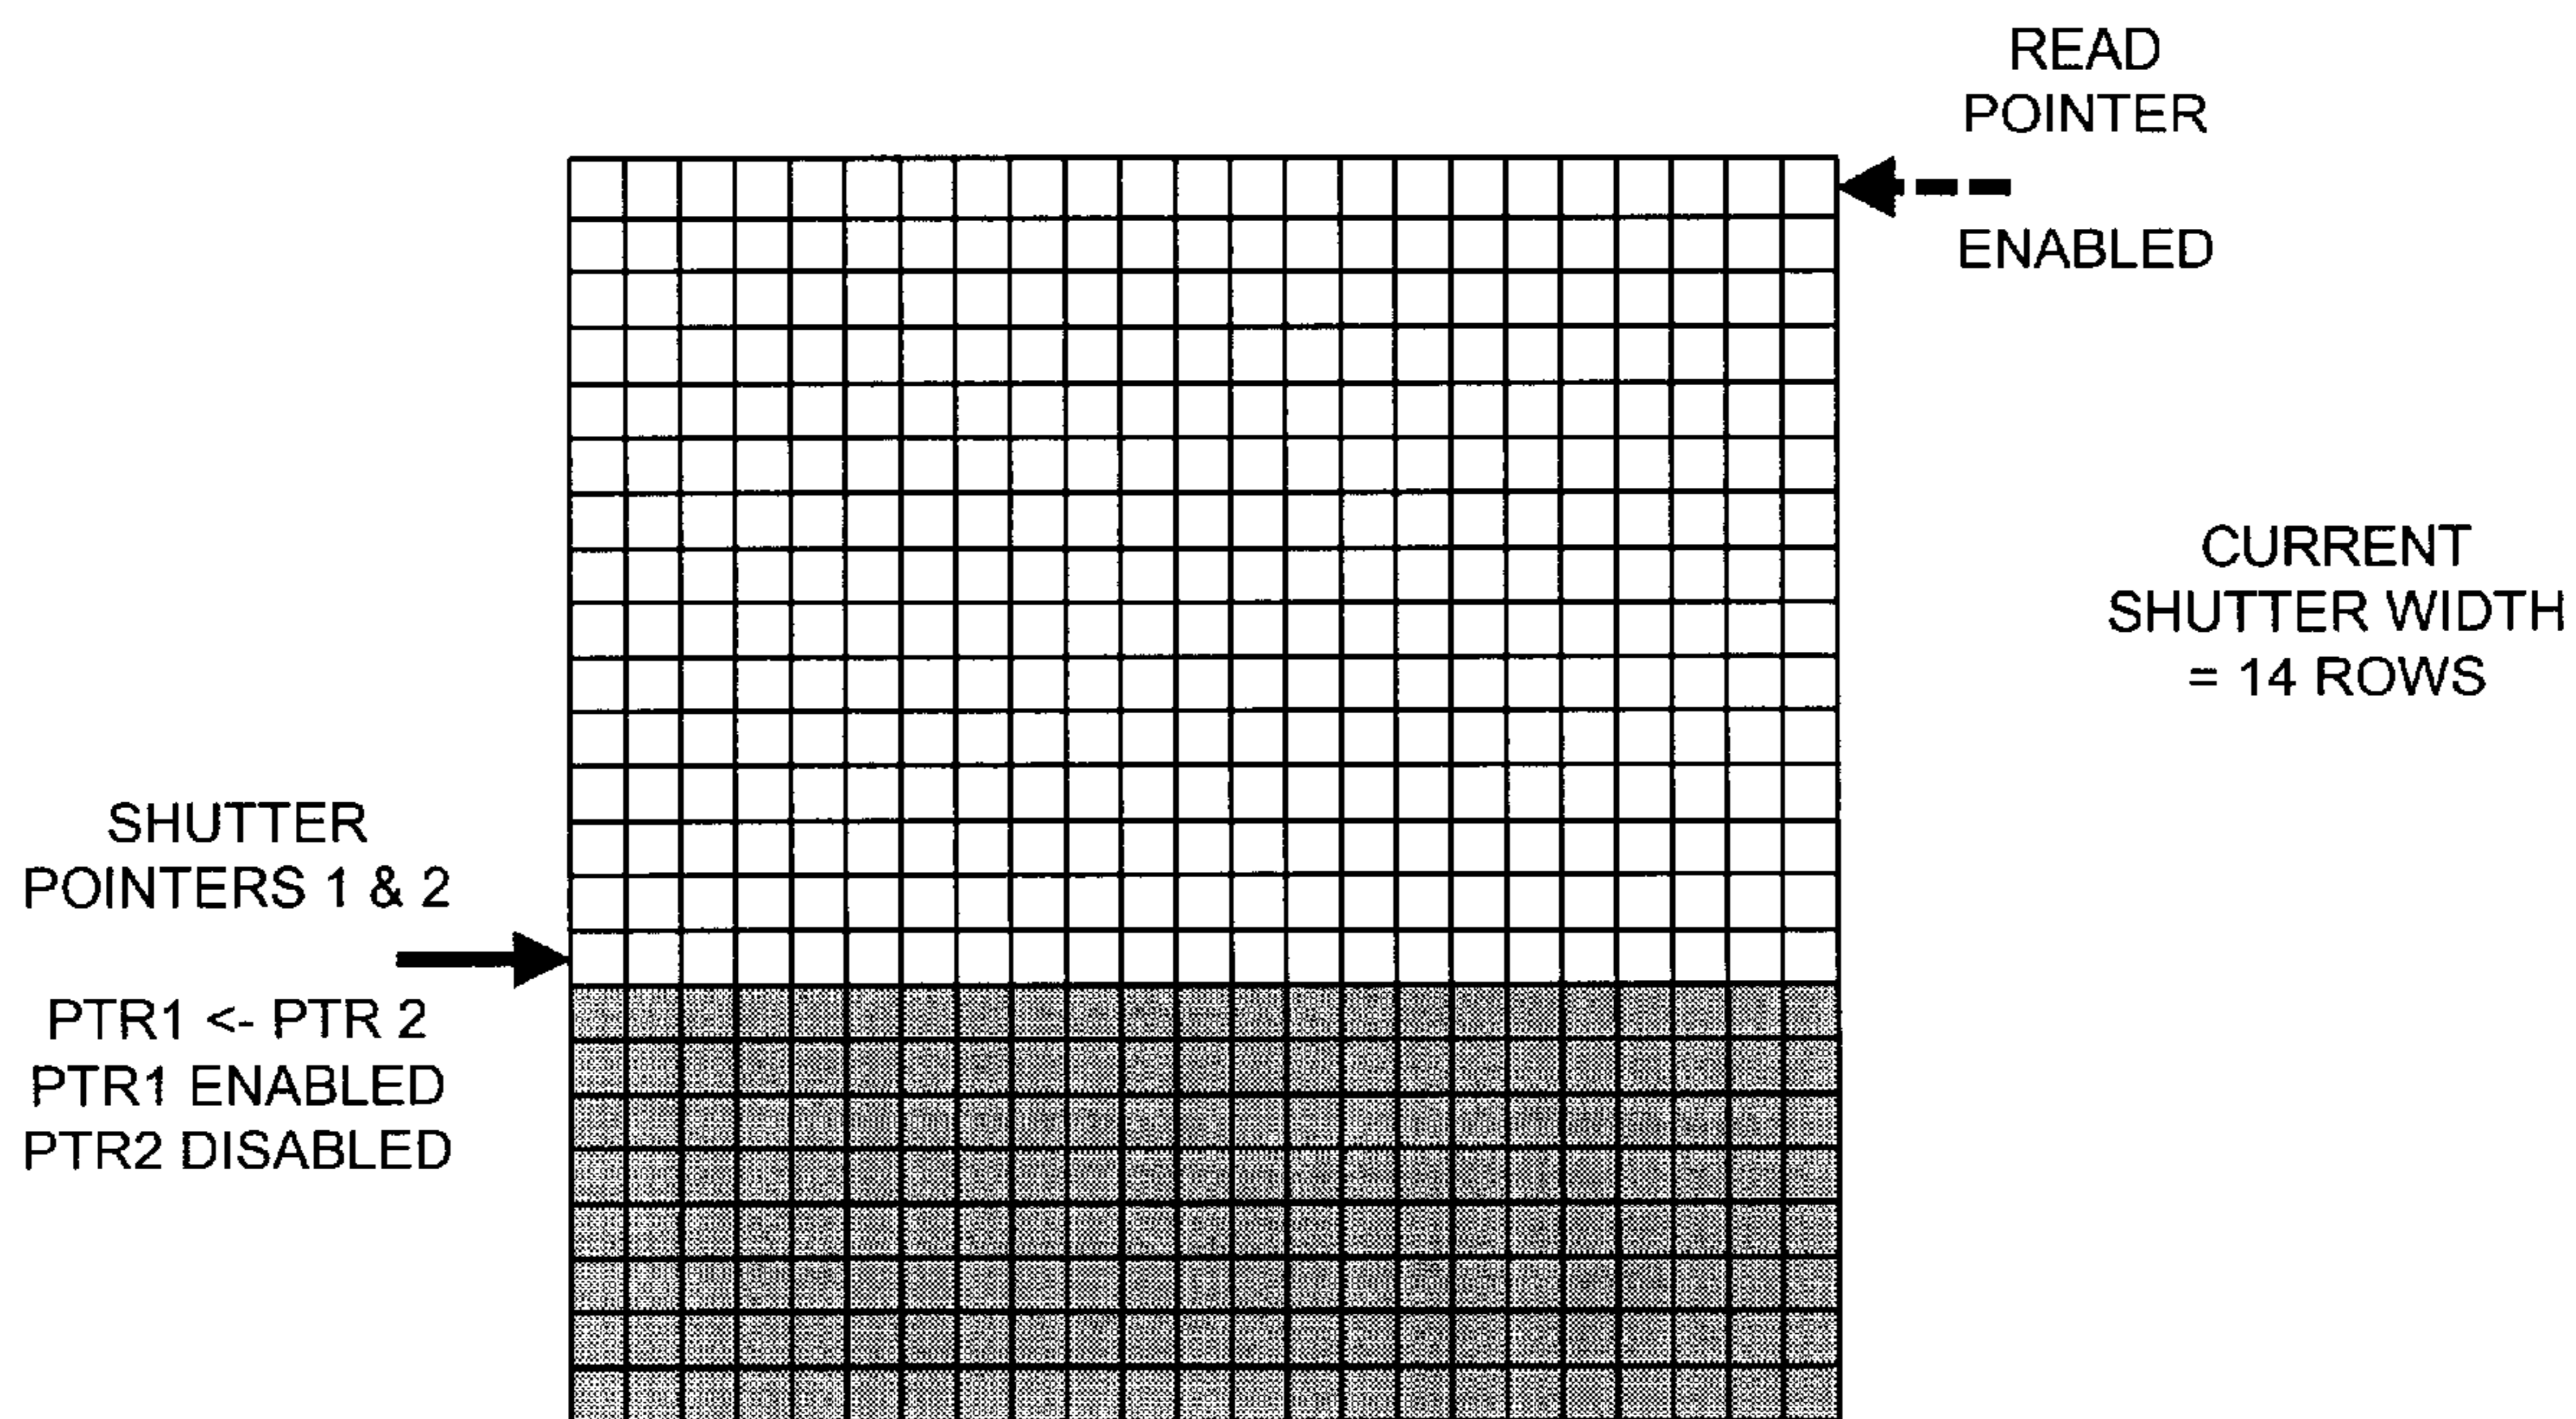 READ
POINTER
ENABLED
CURRENT
SHUTTER WIDTH
= 14 ROWS
SHUTTER
POINTERS 1 & 2
PTR1 <- PTR 2
PTR1 ENABLED
PTR2 DISABLED